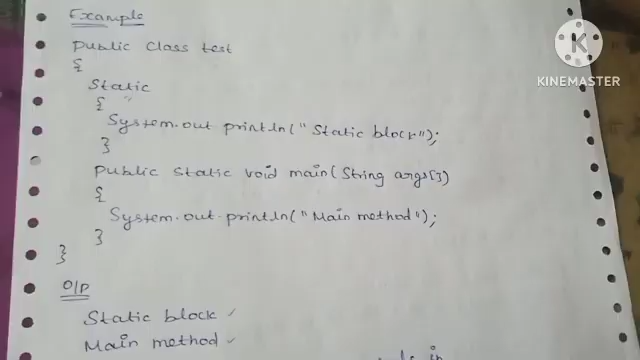 Example
public class test
{
Static
{
System.out println("Static block");
}
public static void main(String args[])
{
System.out.println("Main method");
}
}
O/P
Static block ✓
Main method ✓
in
K
KINEMASTER